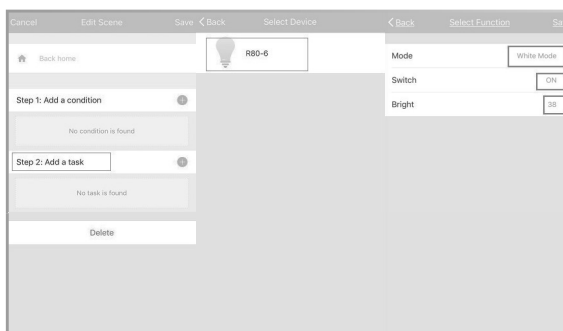 Cancel Edit Scene Save
Back home
Step 1: Add a condition
No condition is found
Step 2: Add a task
No task is found
Delete
Back Select Device
R80-6
Back Select Function Sa
Mode White Mode
Switch ON
Bright 38